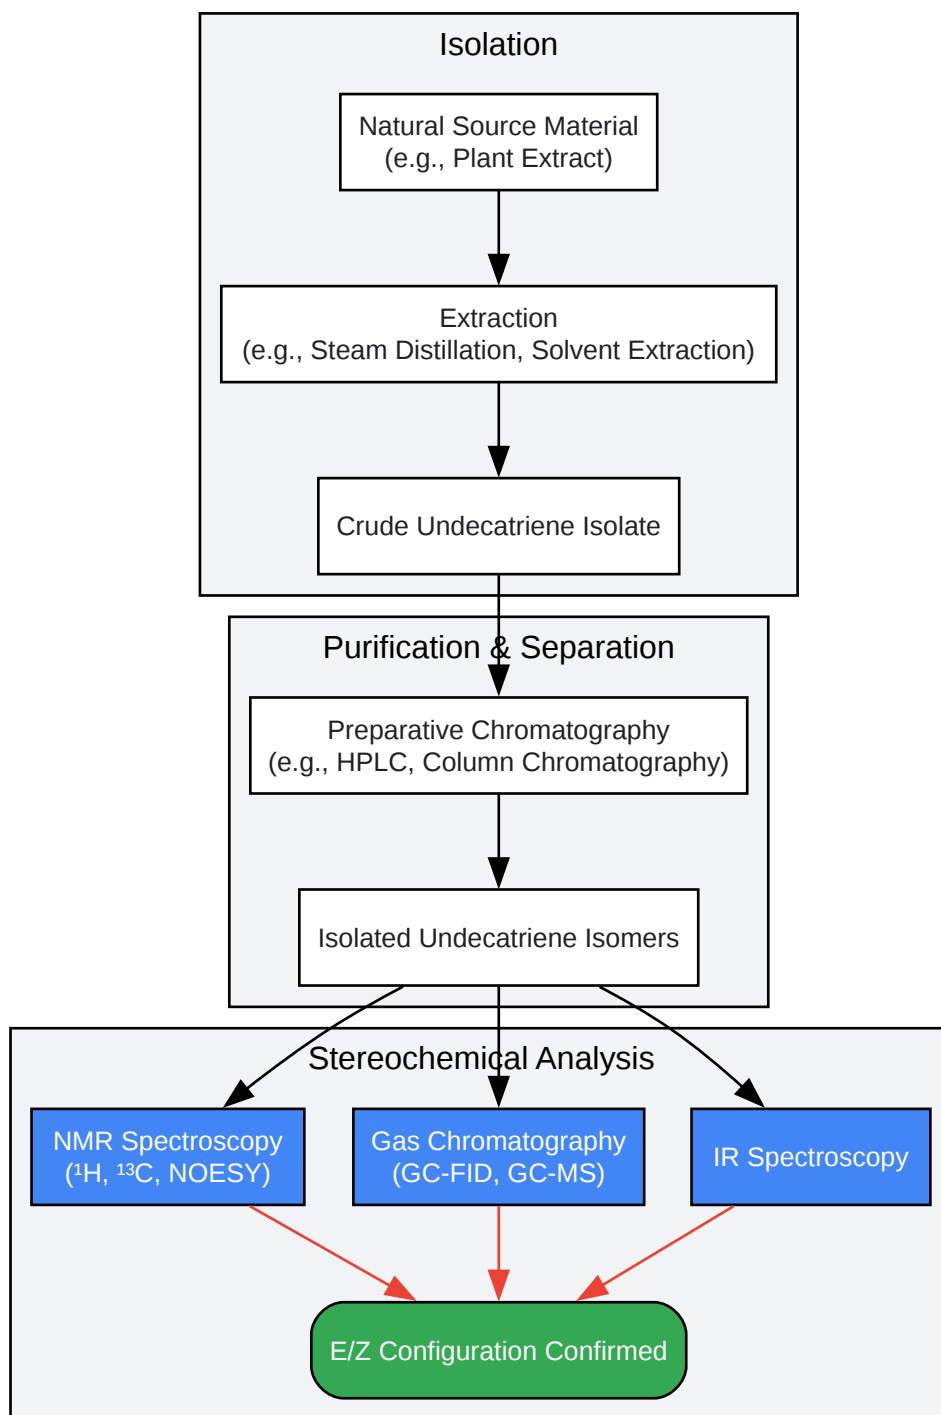 Isolation
Natural Source Material
(e.g., Plant Extract)
Extraction
(e.g., Steam Distillation, Solvent Extraction)
Crude Undecatriene Isolate
Purification & Separation
Preparative Chromatography
(e.g., HPLC, Column Chromatography)
Isolated Undecatriene Isomers
Stereochemical Analysis
NMR Spectroscopy
(¹H, ¹³C, NOESY)
Gas Chromatography
(GC-FID, GC-MS)
IR Spectroscopy
E/Z Configuration Confirmed